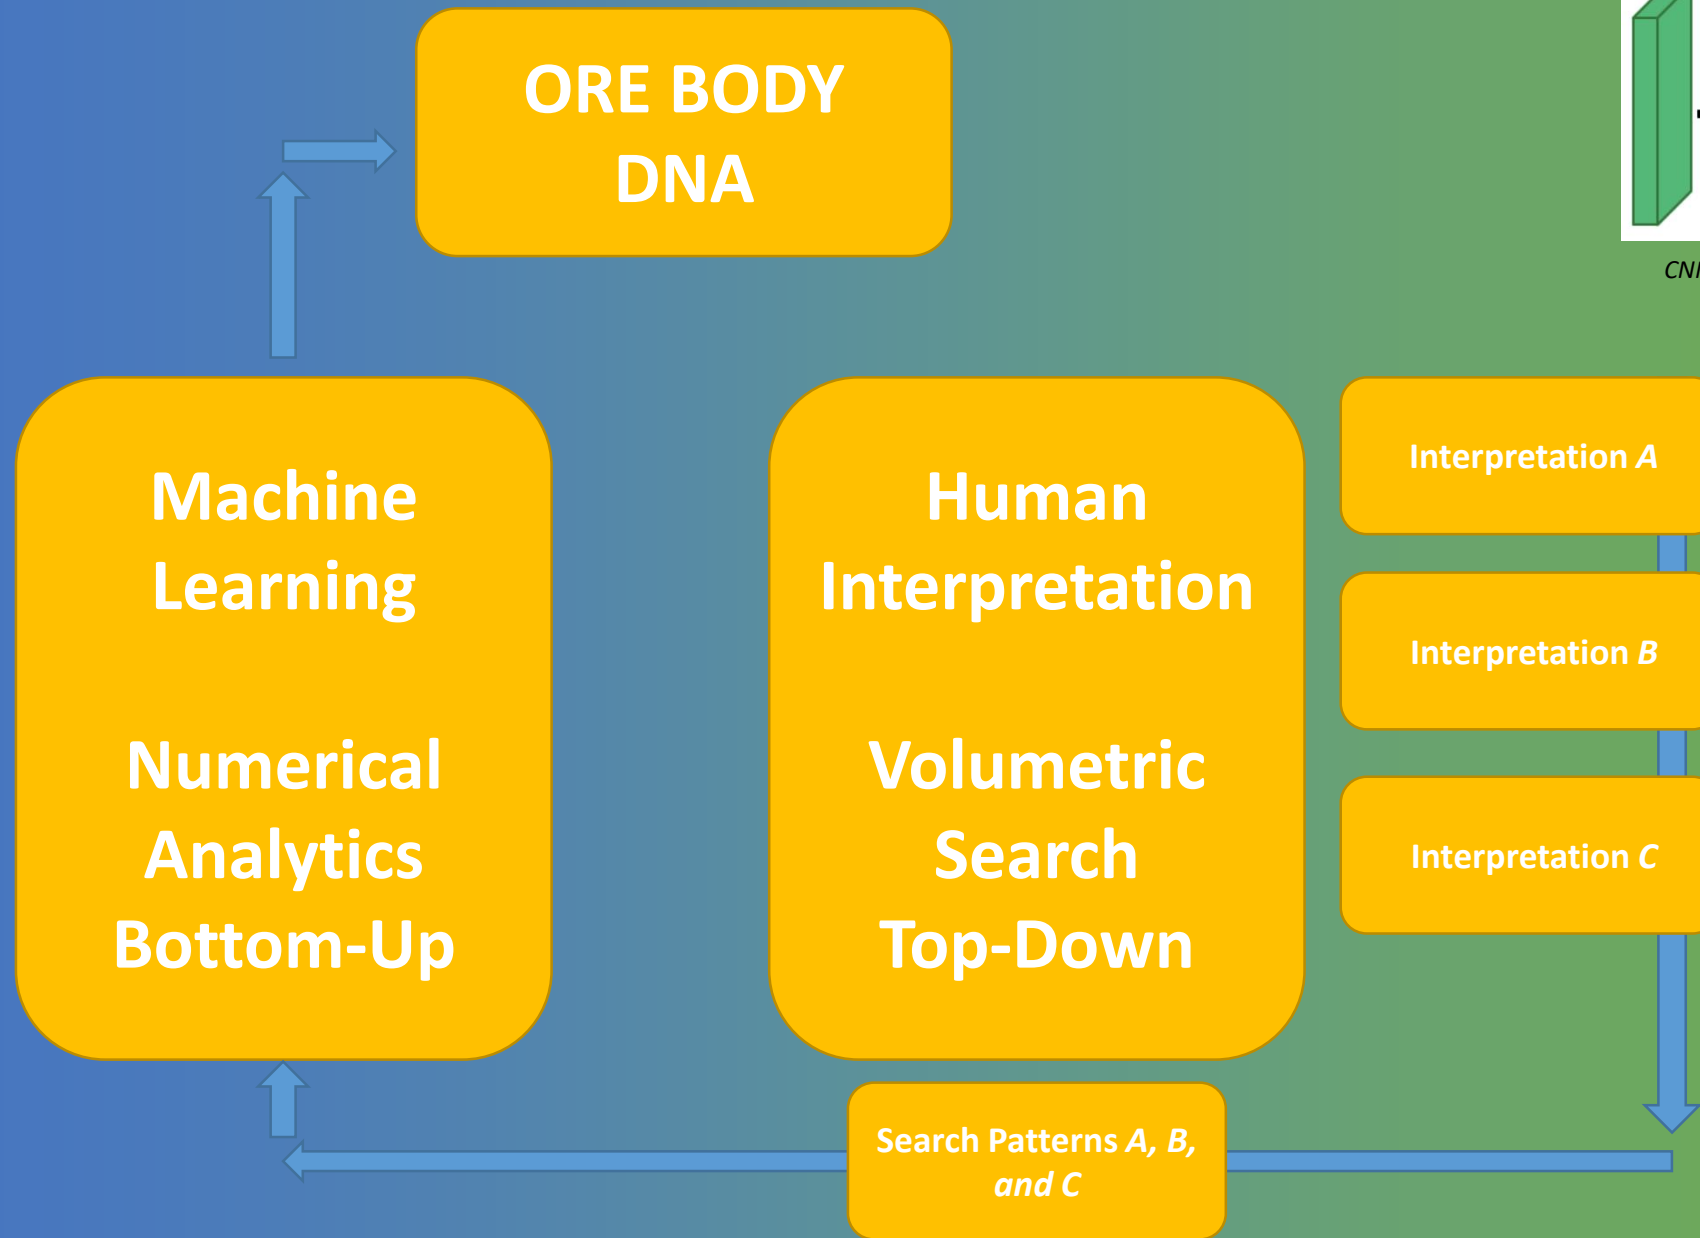 ORE BODY
DNA
Machine
Learning
Numerical
Analytics
Bottom-Up
Human
Interpretation
Volumetric
Search
Top-Down
Interpretation A
Interpretation B
Interpretation C
Search Patterns A, B,
and C